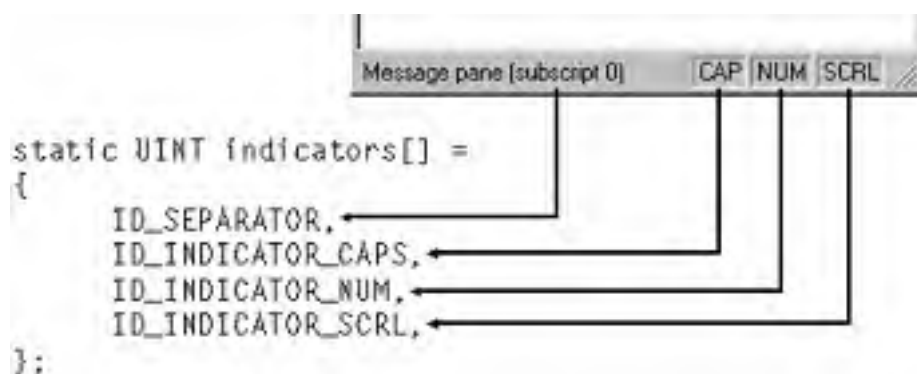 Message pane (subscript 0) CAP NUM SCRL
static UINT indicators[] =
{
ID_SEPARATOR,
ID_INDICATOR_CAPS,
ID_INDICATOR_NUM,
ID_INDICATOR_SCRL,
};